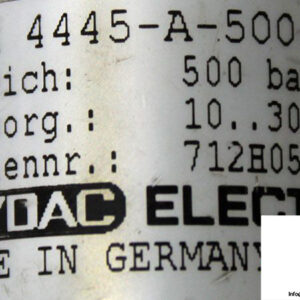 4445-A-500
ich: 500 ba
org.: 10..30
ennr.: 712H05
YDAC ELECT
E IN GERMANY